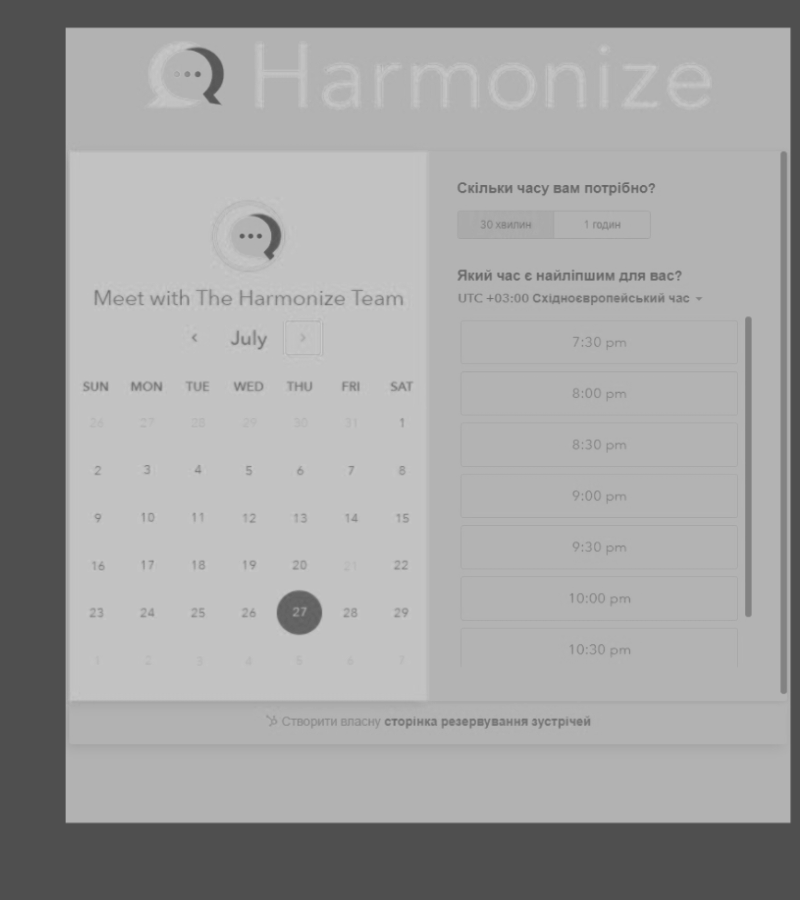 Harmonize
Meet with The Harmonize Team
July
SUN MON TUE WED THU FRI SAT
26 27 28 29 30 31 1
2 3 4 5 6 7 8
9 10 11 12 13 14 15
16 17 18 19 20 21 22
23 24 25 26 27 28 29
1 2 3 4 5 6 7
Скільки часу вам потрібно?
30 хвилин 1 годин
Який час є найліпшим для вас?
UTC +03:00 Східноєвропейський час
7:30 pm
8:00 pm
8:30 pm
9:00 pm
9:30 pm
10:00 pm
10:30 pm
Створити власну сторінка резервування зустрічей